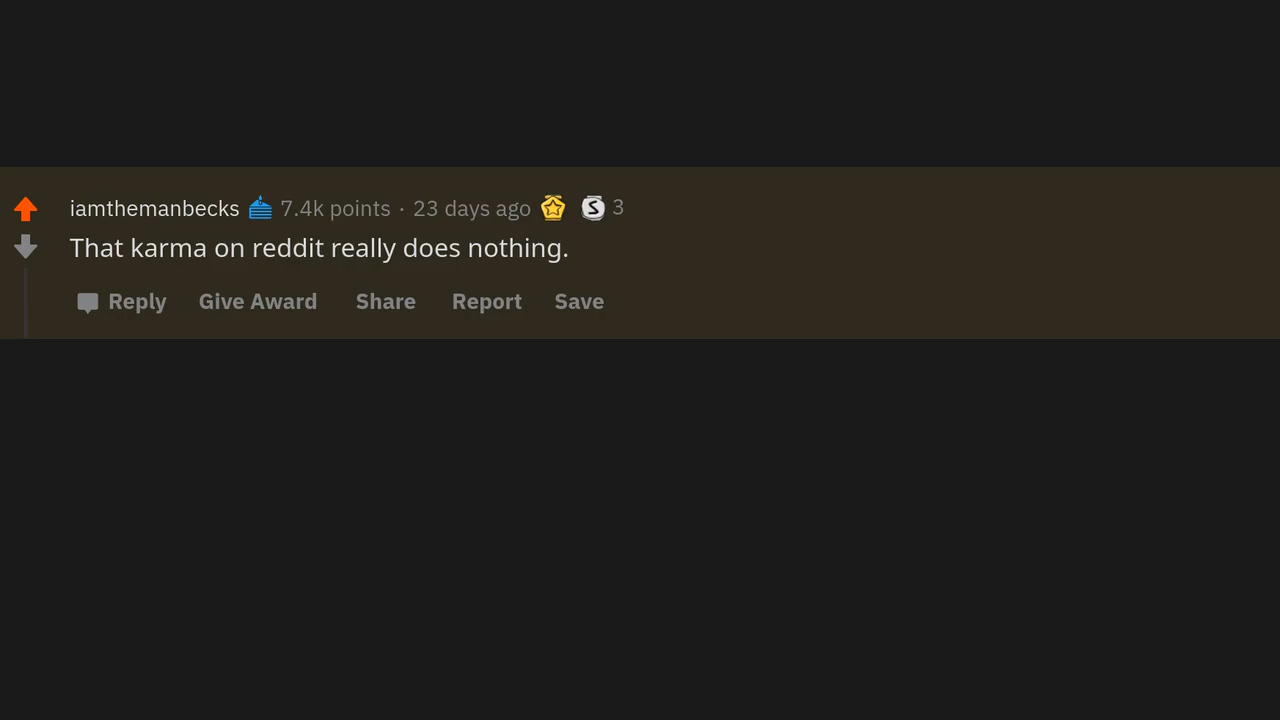 iamthemanbecks 7.4k points · 23 days ago S 3
That karma on reddit really does nothing.
Reply Give Award Share Report Save